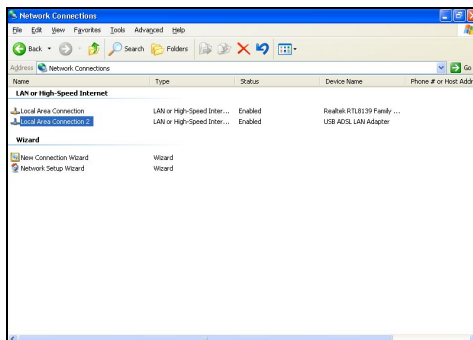 Network Connections
File Edit View Favorites Tools Advanced Help
Back Search Folders
Address Network Connections Go
Name Type Status Device Name Phone # or Host Addr
LAN or High-Speed Internet
Local Area Connection LAN or High-Speed Inter... Enabled Realtek RTL8139 Family ...
Local Area Connection 2 LAN or High-Speed Inter... Enabled USB ADSL LAN Adapter
Wizard
New Connection Wizard Wizard
Network Setup Wizard Wizard